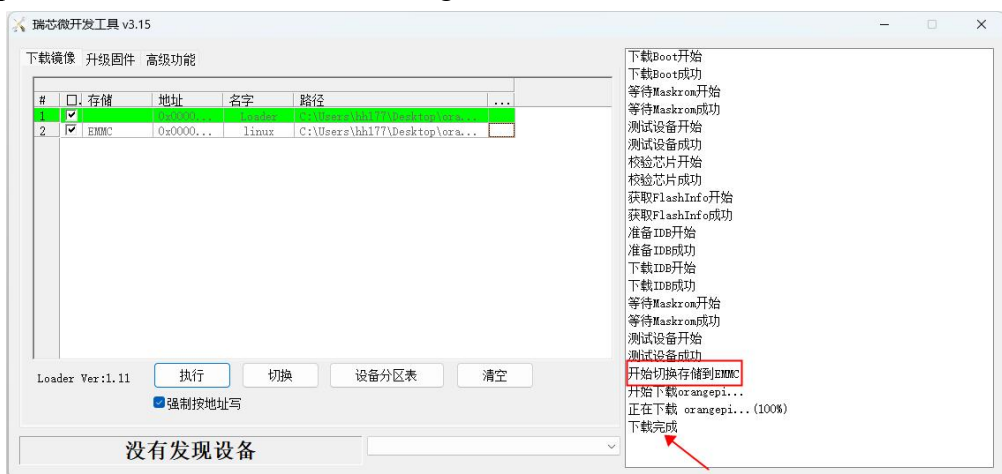 瑞芯微开发工具 v3.15
下载镜像 升级固件 高级功能
# 存储 地址 名字 路径 ...
1 0x0000... Loader C:\Users\hh177\Desktop\ora...
2 EMMC 0x0000... linux C:\Users\hh177\Desktop\ora...
Loader Ver:1.11 执行 切换 设备分区表 清空
强制按地址写
没有发现设备
下载Boot开始
下载Boot成功
等待Maskrom开始
等待Maskrom成功
测试设备开始
测试设备成功
校验芯片开始
校验芯片成功
获取FlashInfo开始
获取FlashInfo成功
准备IDB开始
准备IDB成功
下载IDB开始
下载IDB成功
等待Maskrom开始
等待Maskrom成功
测试设备开始
测试设备成功
开始切换存储到EMMC
开始下载orangepi...
正在下载 orangepi...(100%)
下载完成